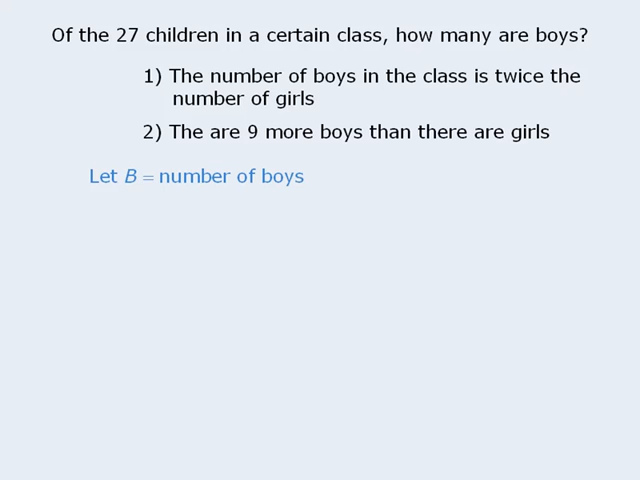 Of the 27 children in a certain class, how many are boys?
1) The number of boys in the class is twice the
number of girls
2) The are 9 more boys than there are girls
Let B = number of boys